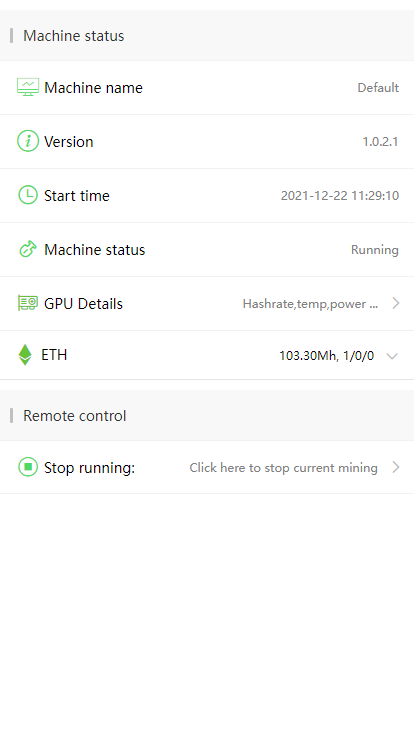 Machine status
Machine name Default
Version 1.0.2.1
Start time 2021-12-22 11:29:10
Machine status Running
GPU Details Hashrate,temp,power ...
ETH 103.30Mh, 1/0/0
Remote control
Stop running: Click here to stop current mining